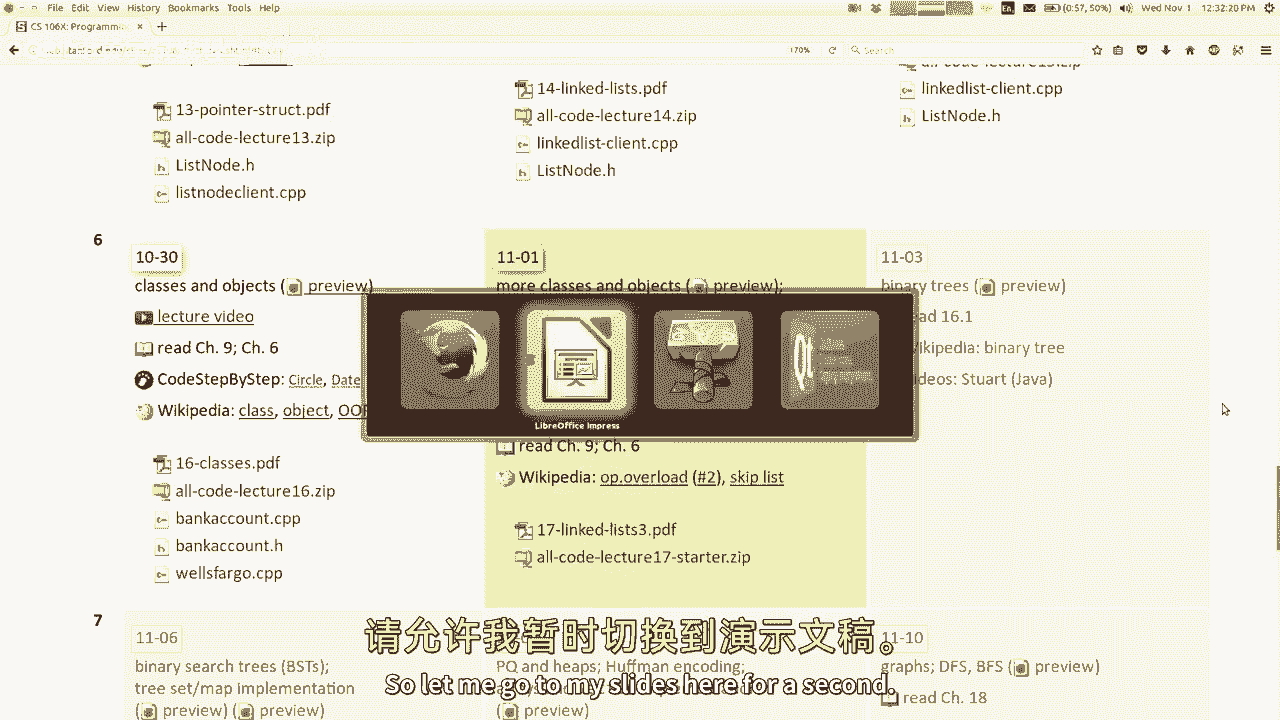 File Edit View History Bookmarks Tools Help
(0:57, 50%) Wed Nov 1 12:32:20 PM
CS 106X: Programm
170% Search
13-pointer-struct.pdf
all-code-lecture13.zip
ListNode.h
listnodeclient.cpp
14-linked-lists.pdf
all-code-lecture14.zip
linkedlist-client.cpp
ListNode.h
linkedlist-client.cpp
ListNode.h
6
10-30
classes and objects ( preview)
lecture video
read Ch. 9; Ch. 6
CodeStepByStep: Circle, Date
Wikipedia: class, object, OO
16-classes.pdf
all-code-lecture16.zip
bankaccount.cpp
bankaccount.h
wellsfargo.cpp
11-01
more classes and objects ( preview);
LibreOffice Impress
read Ch. 9; Ch. 6
Wikipedia: op.overload (#2), skip list
17-linked-lists3.pdf
all-code-lecture17-starter.zip
11-03
binary trees ( preview)
ad 16.1
ikipedia: binary tree
deos: Stuart (Java)
7
11-06
binary search trees (BSTs);
tree set/map implementation
( preview) ( preview)
PQ and heaps; Huffman encoding;
( preview)
11-10
graphs; DFS, BFS ( preview)
read Ch. 18
请允许我暂时切换到演示文稿。
So let me go to my slides here for a second.